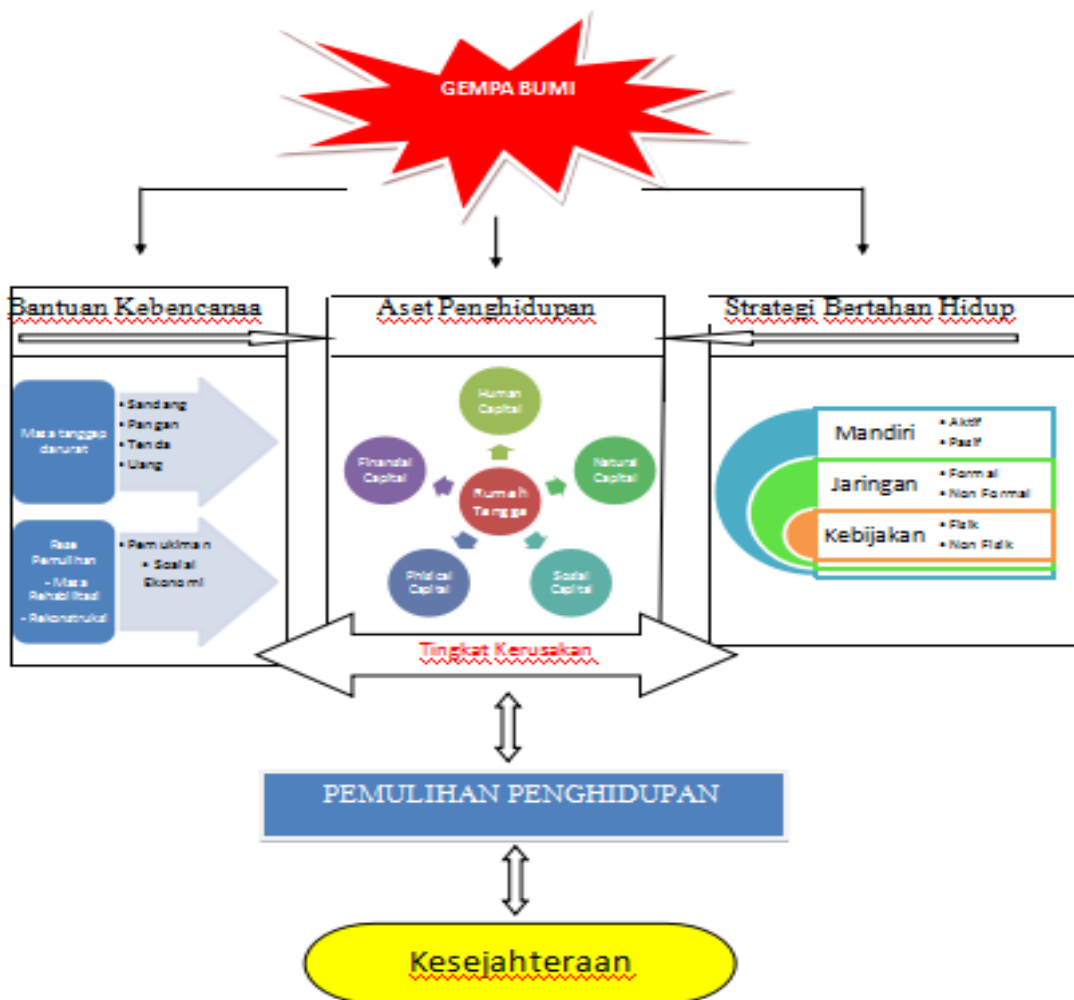 GEMPA BUMI
Bantuan Kebencanaa
Aset Penghidupan
Strategi Bertahan Hidup
Masa tanggap
darurat
• Sandang
• Pangan
• Tenda
• Uang
Fase
Pemulihan
- Masa
Rehabilitasi
- Rekonstruksi
• Pemukiman
• Sosial
Ekonomi
Human
Capital
Finansial
Capital
Natural
Capital
Rumah
Tangga
Phisical
Capital
Sosial
Capital
Mandiri
• Aktif
• Pasif
Jaringan
• Formal
• Non Formal
Kebijakan
• Fisik
• Non Fisik
Tingkat Kerusakan
PEMULIHAN PENGHIDUPAN
Kesejahteraan